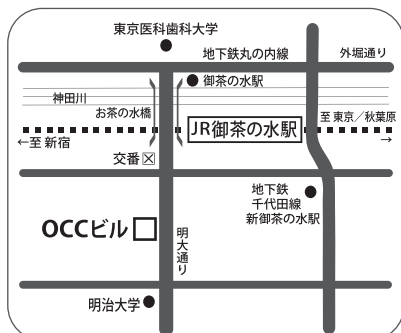 東京医科歯科大学
地下鉄丸の内線
外堀通り
御茶の水駅
神田川
お茶の水橋
JR御茶の水駅
至 東京／秋葉原
→
←至 新宿
交番
地下鉄
千代田線
新御茶の水駅
OCCビル
明大通り
明治大学